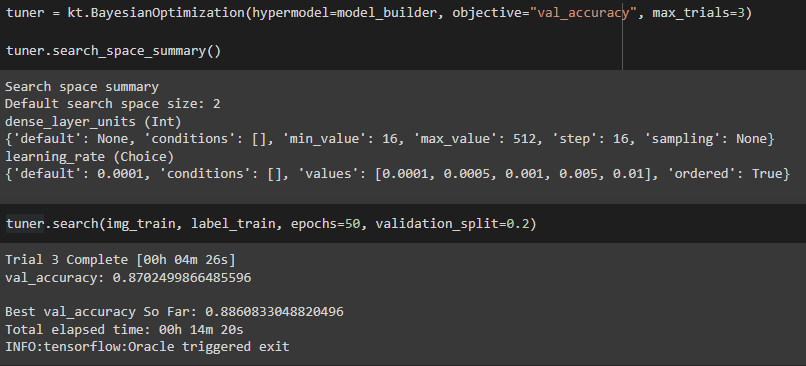 tuner = kt.BayesianOptimization(hypermodel=model_builder, objective="val_accuracy", max_trials=3)
tuner.search_space_summary()
Search space summary
Default search space size: 2
dense_layer_units (Int)
{'default': None, 'conditions': [], 'min_value': 16, 'max_value': 512, 'step': 16, 'sampling': None}
learning_rate (Choice)
{'default': 0.0001, 'conditions': [], 'values': [0.0001, 0.0005, 0.001, 0.005, 0.01], 'ordered': True}
tuner.search(img_train, label_train, epochs=50, validation_split=0.2)
Trial 3 Complete [00h 04m 26s]
val_accuracy: 0.8702499866485596
Best val_accuracy So Far: 0.8860833048820496
Total elapsed time: 00h 14m 20s
INFO:tensorflow:Oracle triggered exit